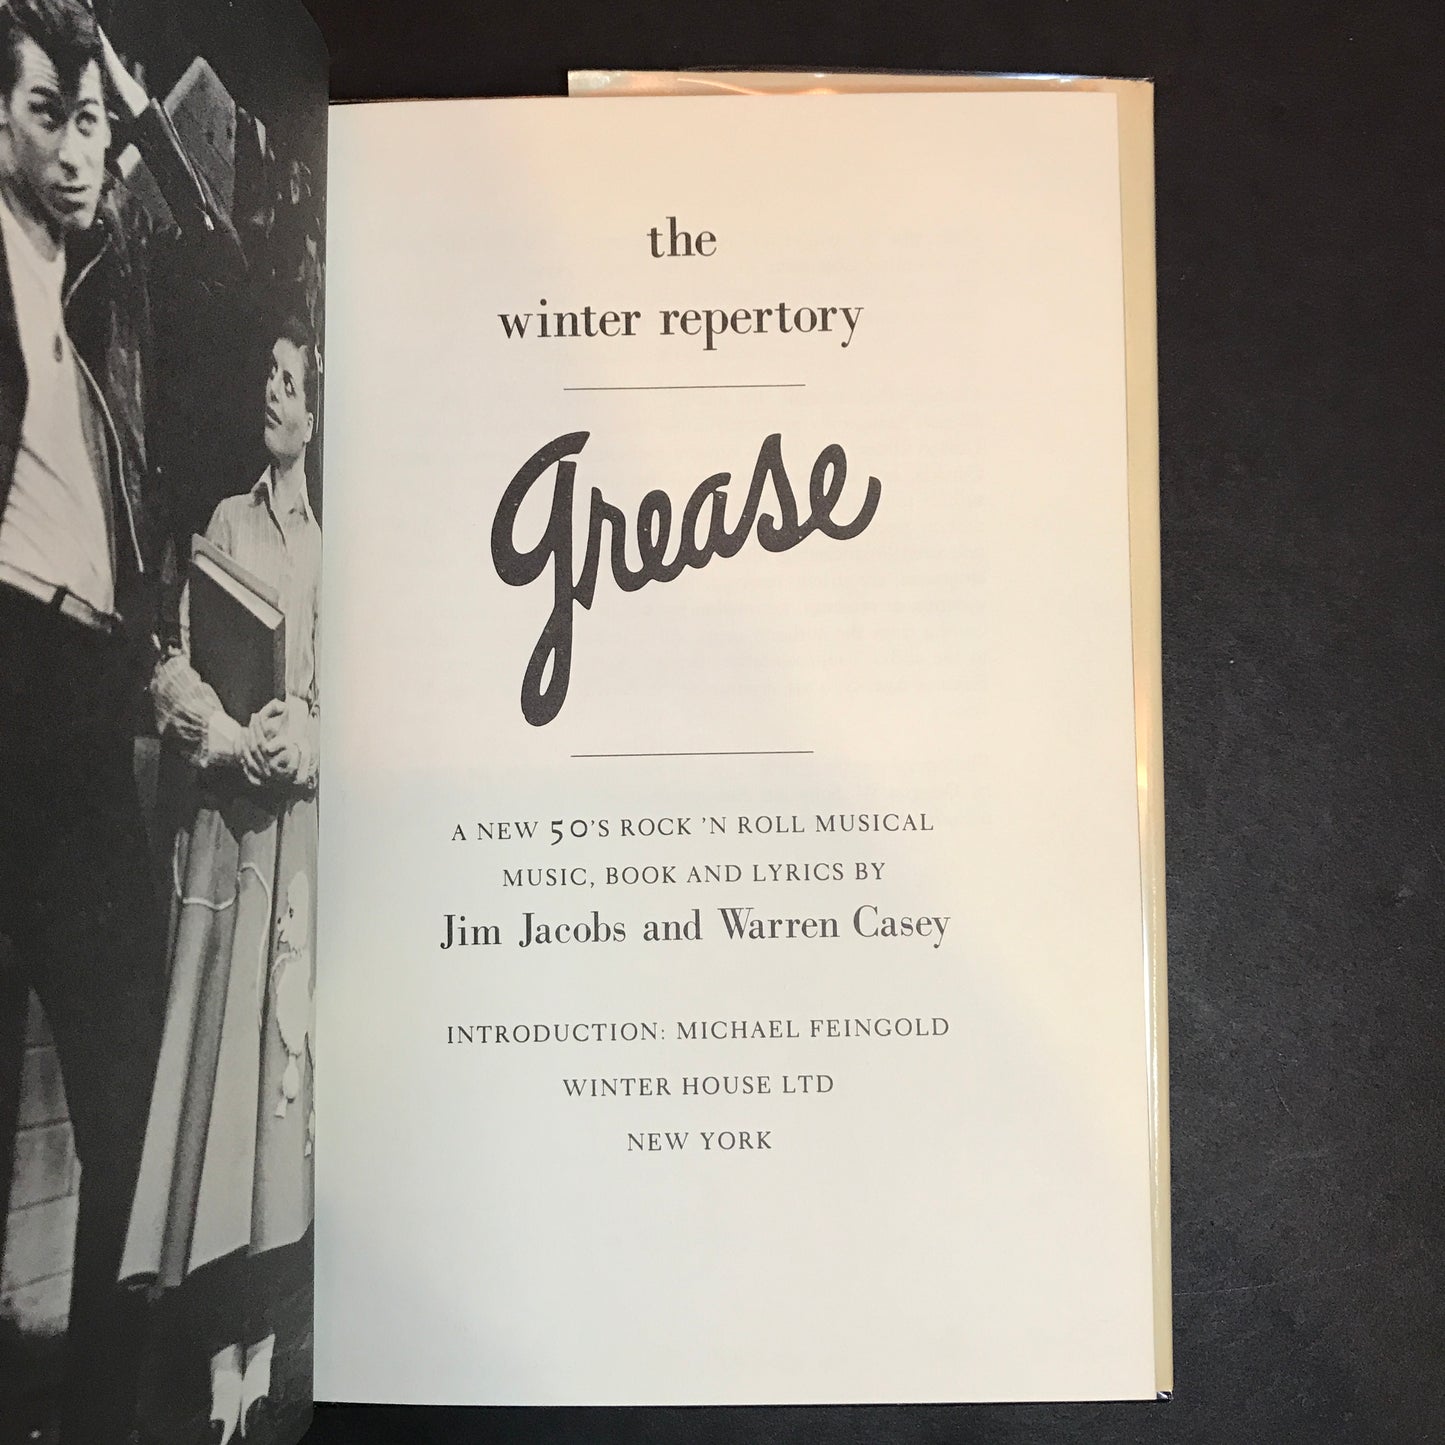 the
winter repertory
grease
A NEW 50'S ROCK 'N ROLL MUSICAL
MUSIC, BOOK AND LYRICS BY
Jim Jacobs and Warren Casey
INTRODUCTION: MICHAEL FEINGOLD
WINTER HOUSE LTD
NEW YORK